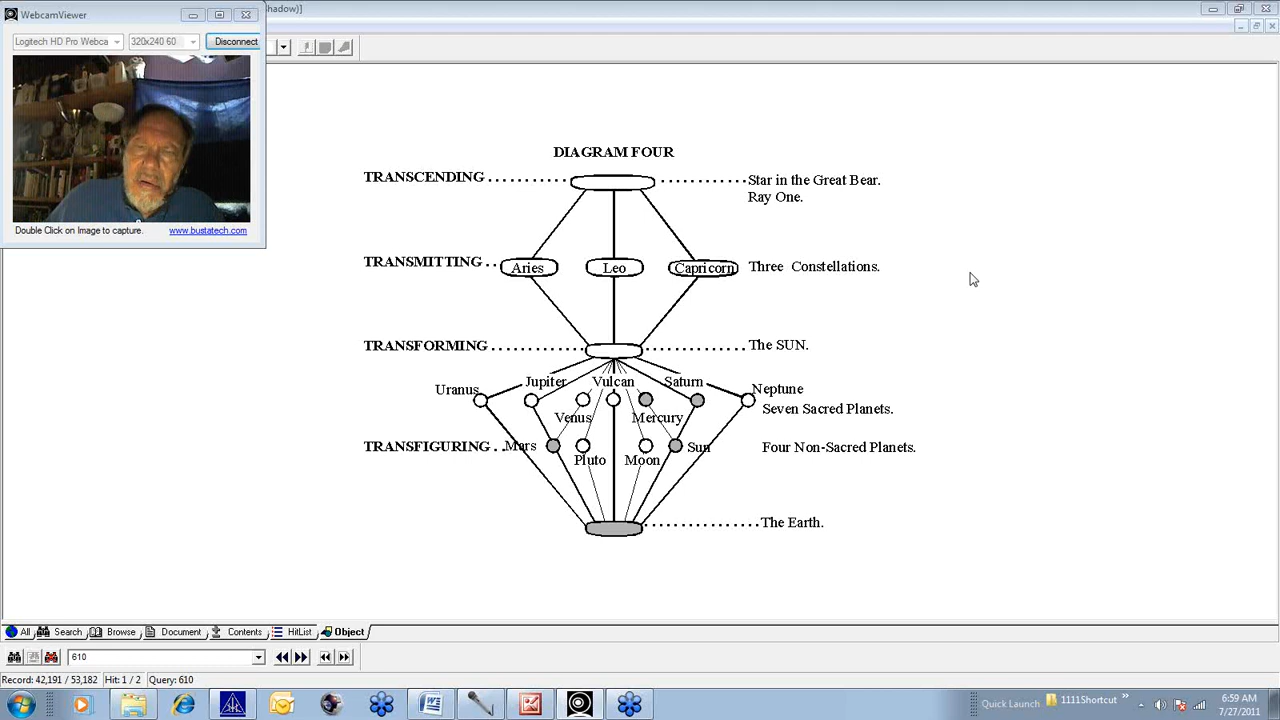 WebcamViewer
hadow)]
Logitech HD Pro Webca
320x240 60
Disconnect
Double Click on Image to capture.
www.bustatech.com
DIAGRAM FOUR
TRANSCENDING
Star in the Great Bear.
Ray One.
TRANSMITTING
Aries
Leo
Capricorn
Three Constellations.
TRANSFORMING
The SUN.
Uranus
Jupiter
Vulcan
Saturn
Neptune
Seven Sacred Planets.
Venus
Mercury
TRANSFIGURING
Mars
Sun
Four Non-Sacred Planets.
Pluto
Moon
The Earth.
All
Search
Browse
Document
Contents
HitList
Object
610
Record: 42,191 / 53,182
Hit: 1 / 2
Query: 610
Quick Launch
1111Shortcut
6:59 AM
7/27/2011